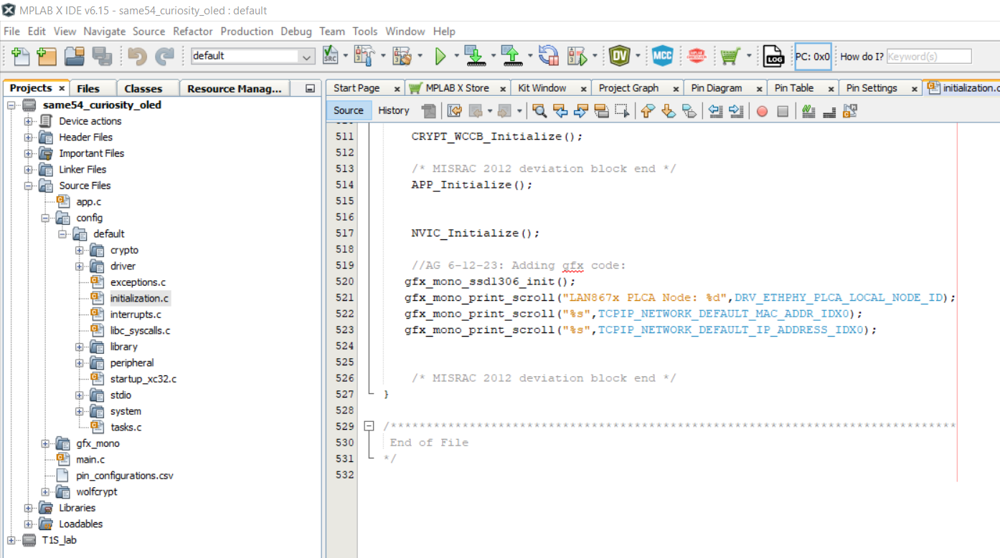 MPLAB X IDE v6.15 - same54_curiosity_oled : default
File Edit View Navigate Source Refactor Production Debug Team Tools Window Help
default
SRC
DV
MCC
LOG
PC: 0x0
How do I?
Keyword(s)
Projects Files Classes Resource Manag...
Start Page MPLAB X Store Kit Window Project Graph Pin Diagram Pin Table Pin Settings initialization.c
Source History
same54_curiosity_oled
Device actions
Header Files
Important Files
Linker Files
Source Files
app.c
config
default
crypto
driver
exceptions.c
initialization.c
interrupts.c
libc_syscalls.c
library
peripheral
startup_xc32.c
stdio
system
tasks.c
gfx_mono
main.c
pin_configurations.csv
wolfcrypt
Libraries
Loadables
T1S_lab
511 CRYPT_WCCB_Initialize();
512
513 /* MISRAC 2012 deviation block end */
514 APP_Initialize();
515
516
517 NVIC_Initialize();
518
519 //AG 6-12-23: Adding gfx code:
520 gfx_mono_ssd1306_init();
521 gfx_mono_print_scroll("LAN867x PLCA Node: %d",DRV_ETHPHY_PLCA_LOCAL_NODE_ID);
522 gfx_mono_print_scroll("%s",TCPIP_NETWORK_DEFAULT_MAC_ADDR_IDX0);
523 gfx_mono_print_scroll("%s",TCPIP_NETWORK_DEFAULT_IP_ADDRESS_IDX0);
524
525
526 /* MISRAC 2012 deviation block end */
527 }
528
529 /*******************************************************************************
530 End of File
531 */
532